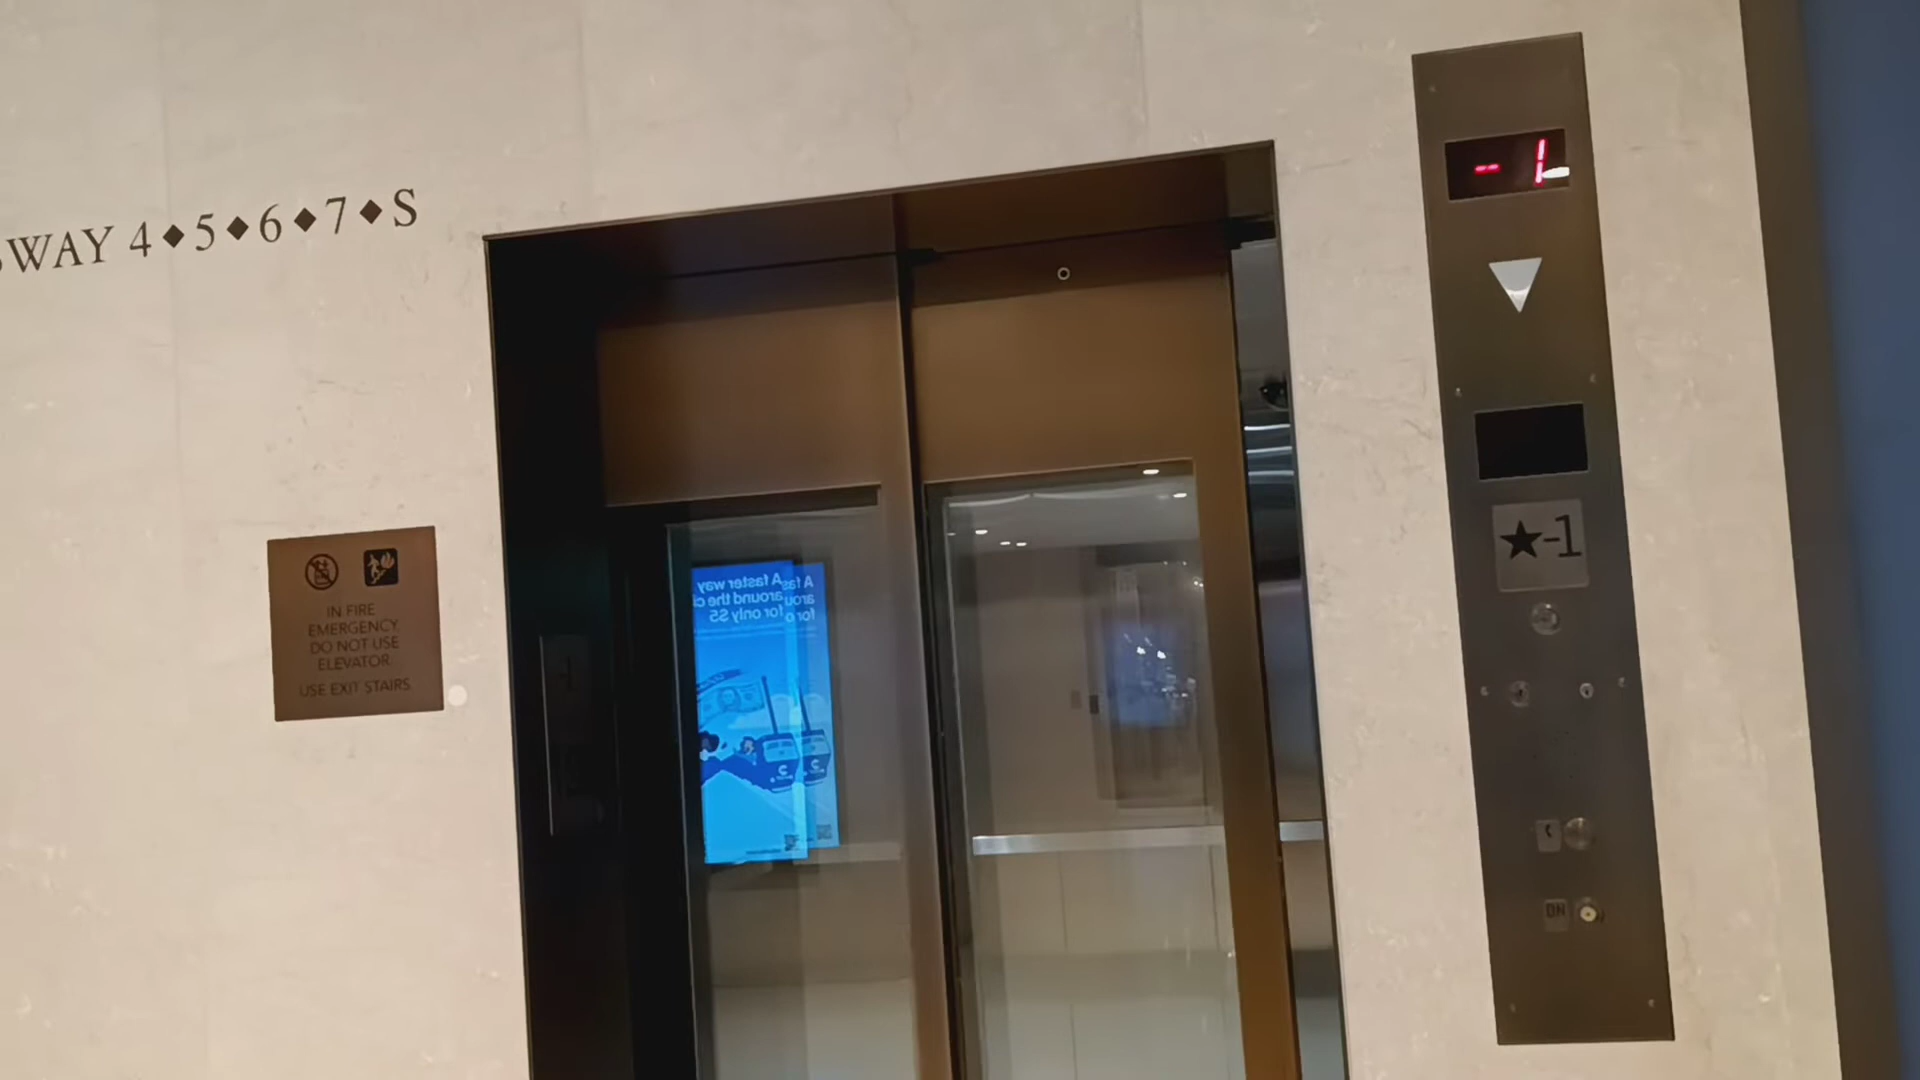 WAY 4◆5◆6◆7◆S
-1
★-1
IN FIRE
EMERGENCY,
DO NOT USE
ELEVATOR.
USE EXIT STAIRS
A faster way
around the
for only $5
DN